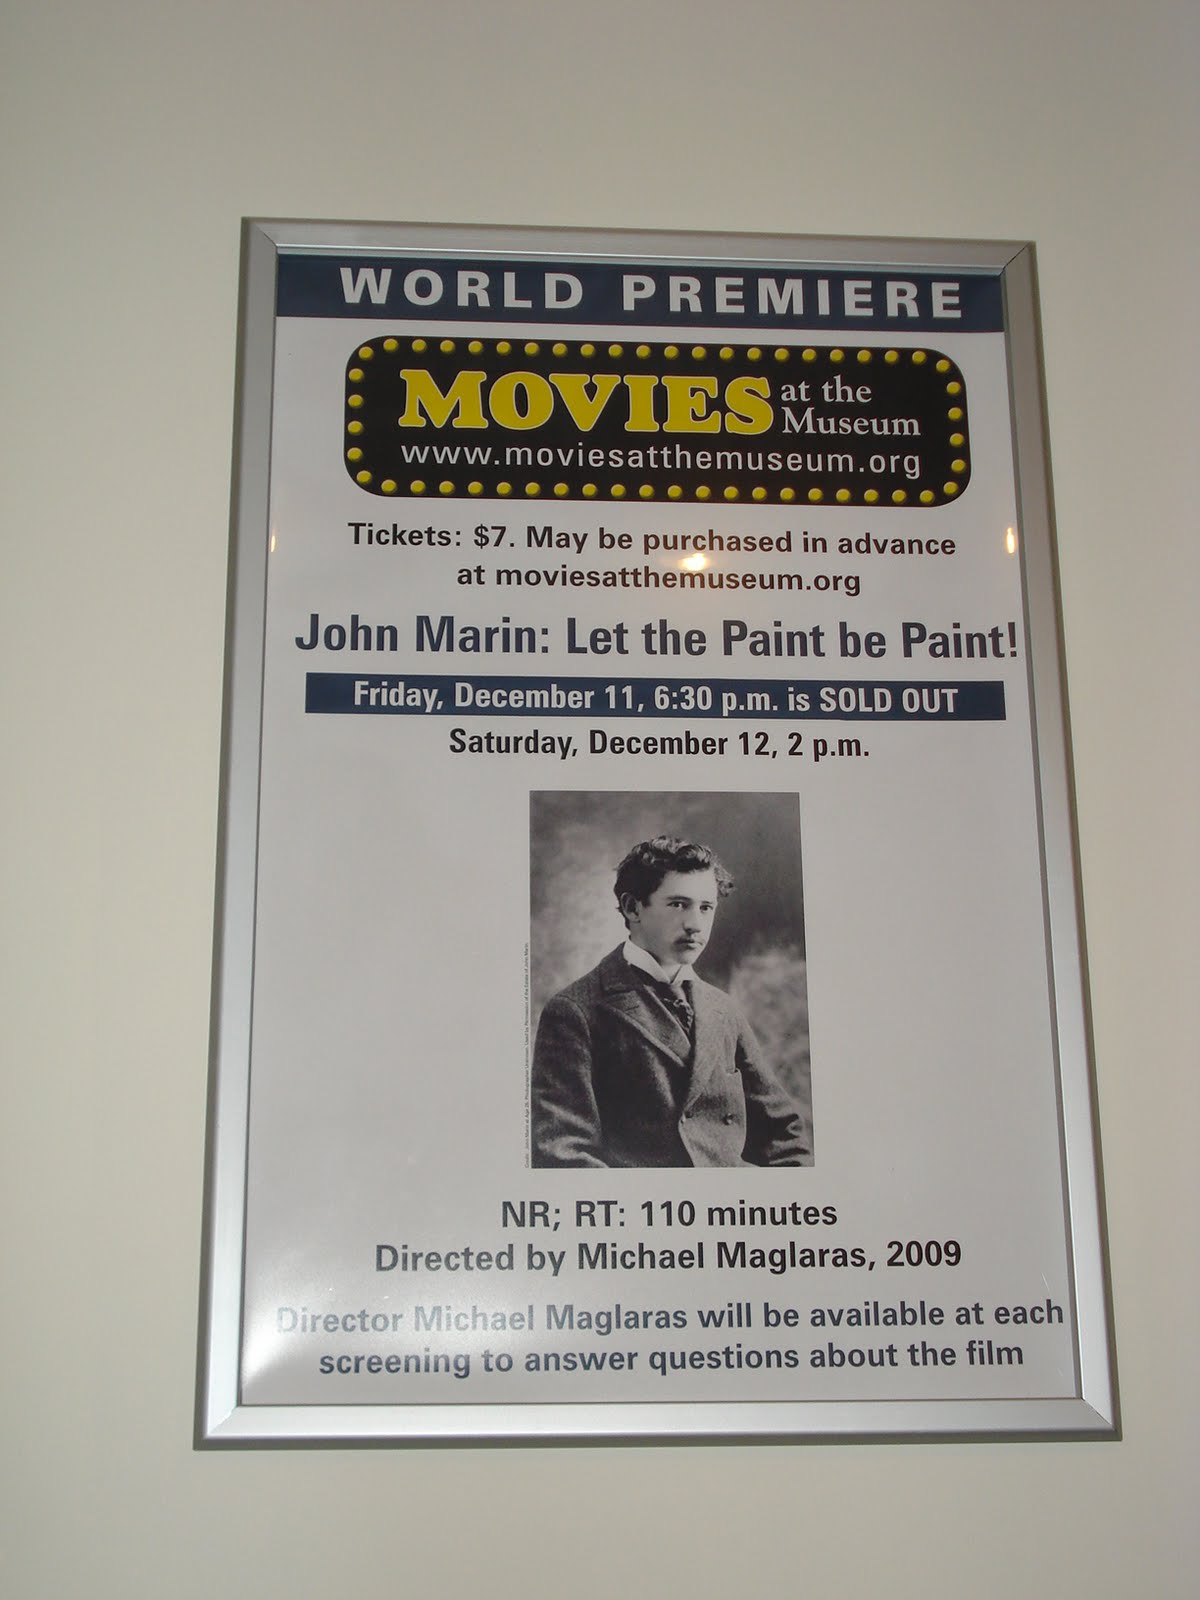 WORLD PREMIERE
MOVIES at the Museum
www.moviesatthemuseum.org
Tickets: $7. May be purchased in advance
at moviesatthemuseum.org
John Marin: Let the Paint be Paint!
Friday, December 11, 6:30 p.m. is SOLD OUT
Saturday, December 12, 2 p.m.
NR; RT: 110 minutes
Directed by Michael Maglaras, 2009
Director Michael Maglaras will be available at each
screening to answer questions about the film